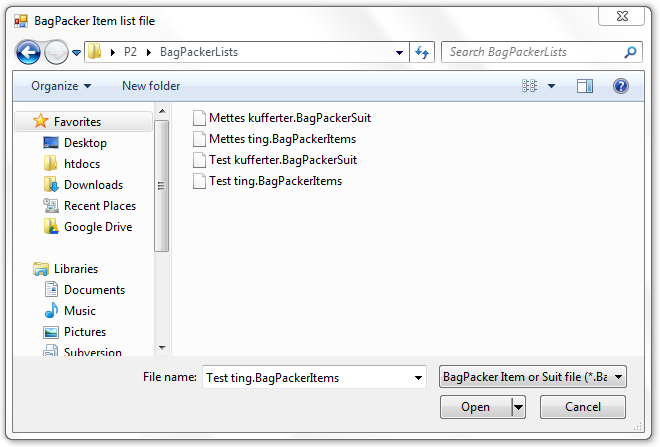 BagPacker Item list file
P2 BagPackerLists
Search BagPackerLists
Organize New folder
Favorites
Desktop
htdocs
Downloads
Recent Places
Google Drive
Libraries
Documents
Music
Pictures
Subversion
Mettes kufferter.BagPackerSuit
Mettes ting.BagPackerItems
Test kufferter.BagPackerSuit
Test ting.BagPackerItems
File name: Test ting.BagPackerItems
BagPacker Item or Suit file (*.Ba
Open Cancel